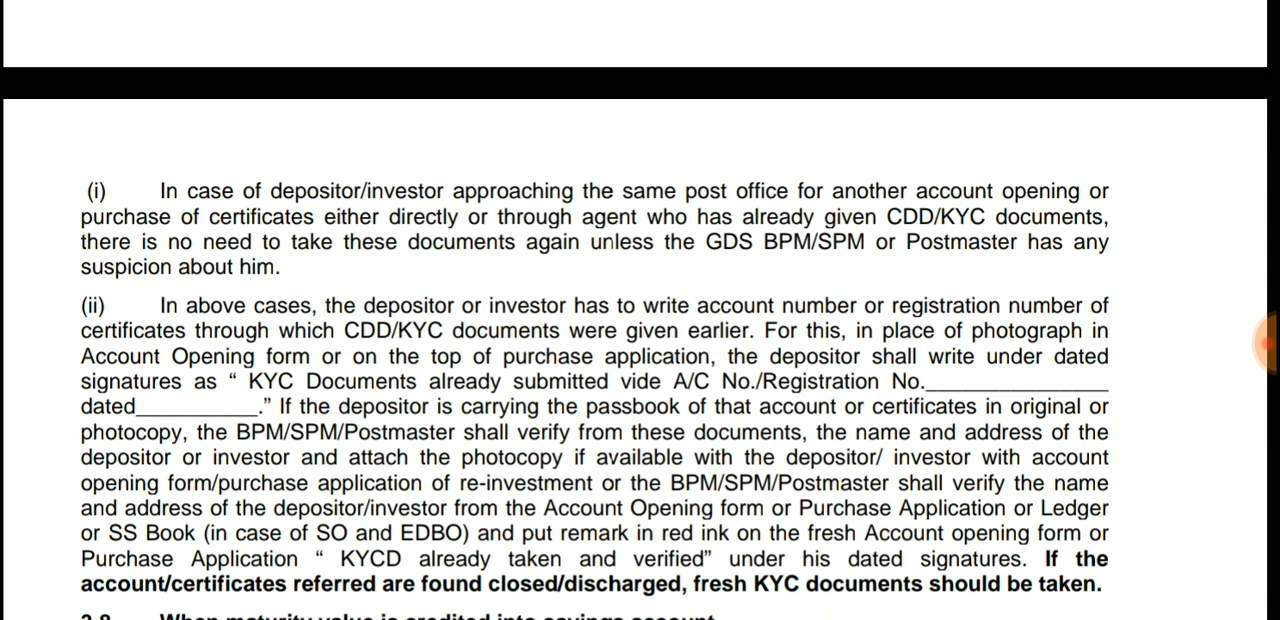 (i) In case of depositor/investor approaching the same post office for another account opening or
purchase of certificates either directly or through agent who has already given CDD/KYC documents,
there is no need to take these documents again unless the GDS BPM/SPM or Postmaster has any
suspicion about him.
(ii) In above cases, the depositor or investor has to write account number or registration number of
certificates through which CDD/KYC documents were given earlier. For this, in place of photograph in
Account Opening form or on the top of purchase application, the depositor shall write under dated
signatures as “ KYC Documents already submitted vide A/C No./Registration No._______________
dated__________.” If the depositor is carrying the passbook of that account or certificates in original or
photocopy, the BPM/SPM/Postmaster shall verify from these documents, the name and address of the
depositor or investor and attach the photocopy if available with the depositor/ investor with account
opening form/purchase application of re-investment or the BPM/SPM/Postmaster shall verify the name
and address of the depositor/investor from the Account Opening form or Purchase Application or Ledger
or SS Book (in case of SO and EDBO) and put remark in red ink on the fresh Account opening form or
Purchase Application “ KYCD already taken and verified” under his dated signatures. If the
account/certificates referred are found closed/discharged, fresh KYC documents should be taken.
When maturity value is credited into savings account